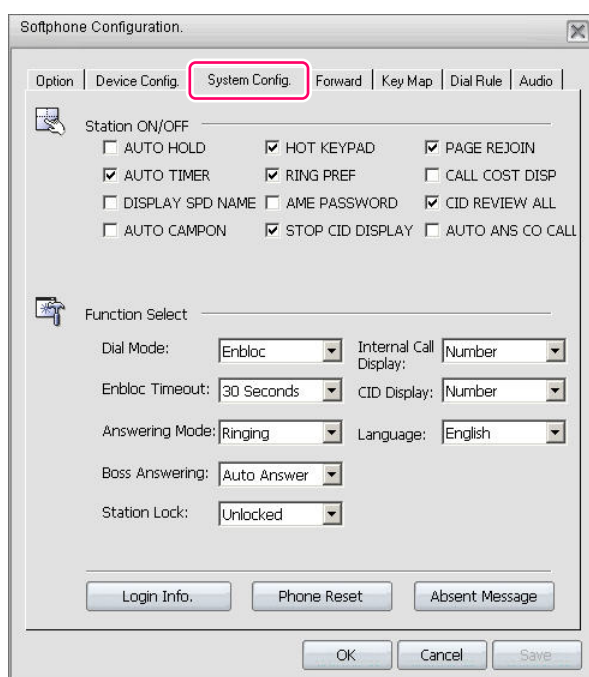 Softphone Configuration.
Option Device Config. System Config. Forward Key Map Dial Rule Audio
Station ON/OFF
AUTO HOLD HOT KEYPAD PAGE REJOIN
AUTO TIMER RING PREF CALL COST DISP
DISPLAY SPD NAME AME PASSWORD CID REVIEW ALL
AUTO CAMPON STOP CID DISPLAY AUTO ANS CO CALL
Function Select
Dial Mode: Enbloc Internal Call Display: Number
Enbloc Timeout: 30 Seconds CID Display: Number
Answering Mode: Ringing Language: English
Boss Answering: Auto Answer
Station Lock: Unlocked
Login Info. Phone Reset Absent Message
OK Cancel Save